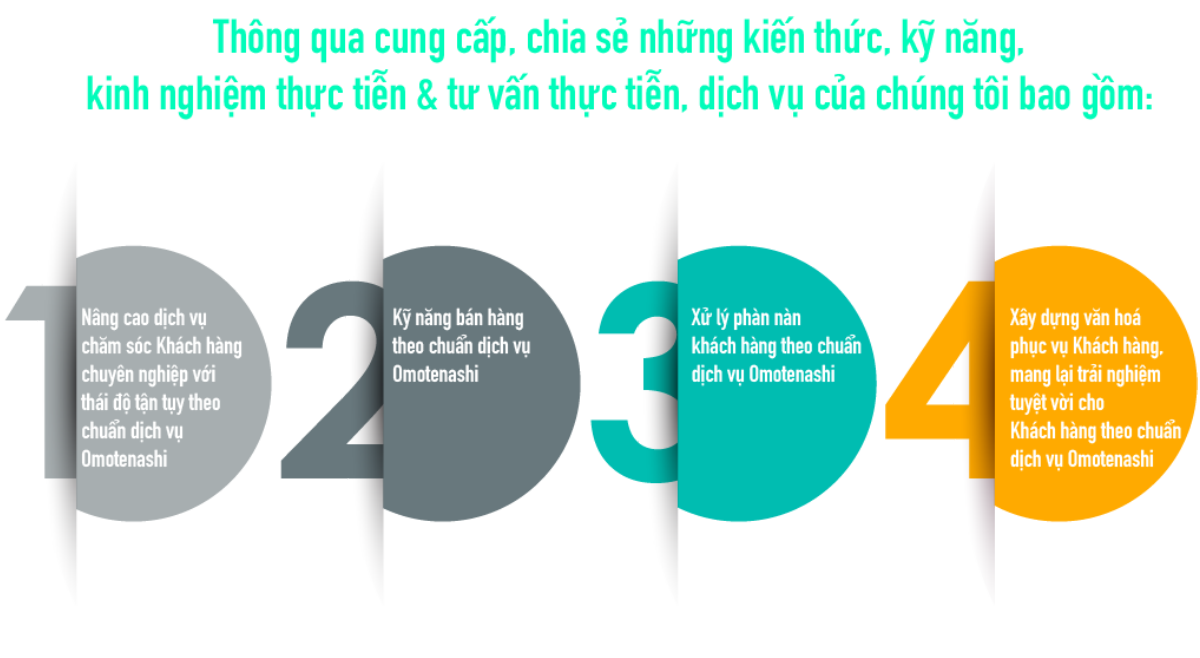 Thông qua cung cấp, chia sẻ những kiến thức, kỹ năng,
kinh nghiệm thực tiễn & tư vấn thực tiễn, dịch vụ của chúng tôi bao gồm:
1
Nâng cao dịch vụ
chăm sóc Khách hàng
chuyên nghiệp với
thái độ tận tụy theo
chuẩn dịch vụ
Omotenashi
2
Kỹ năng bán hàng
theo chuẩn dịch vụ
Omotenashi
3
Xử lý phàn nàn
khách hàng theo chuẩn
dịch vụ Omotenashi
4
Xây dựng văn hoá
phục vụ Khách hàng,
mang lại trải nghiệm
tuyệt vời cho
Khách hàng theo chuẩn
dịch vụ Omotenashi